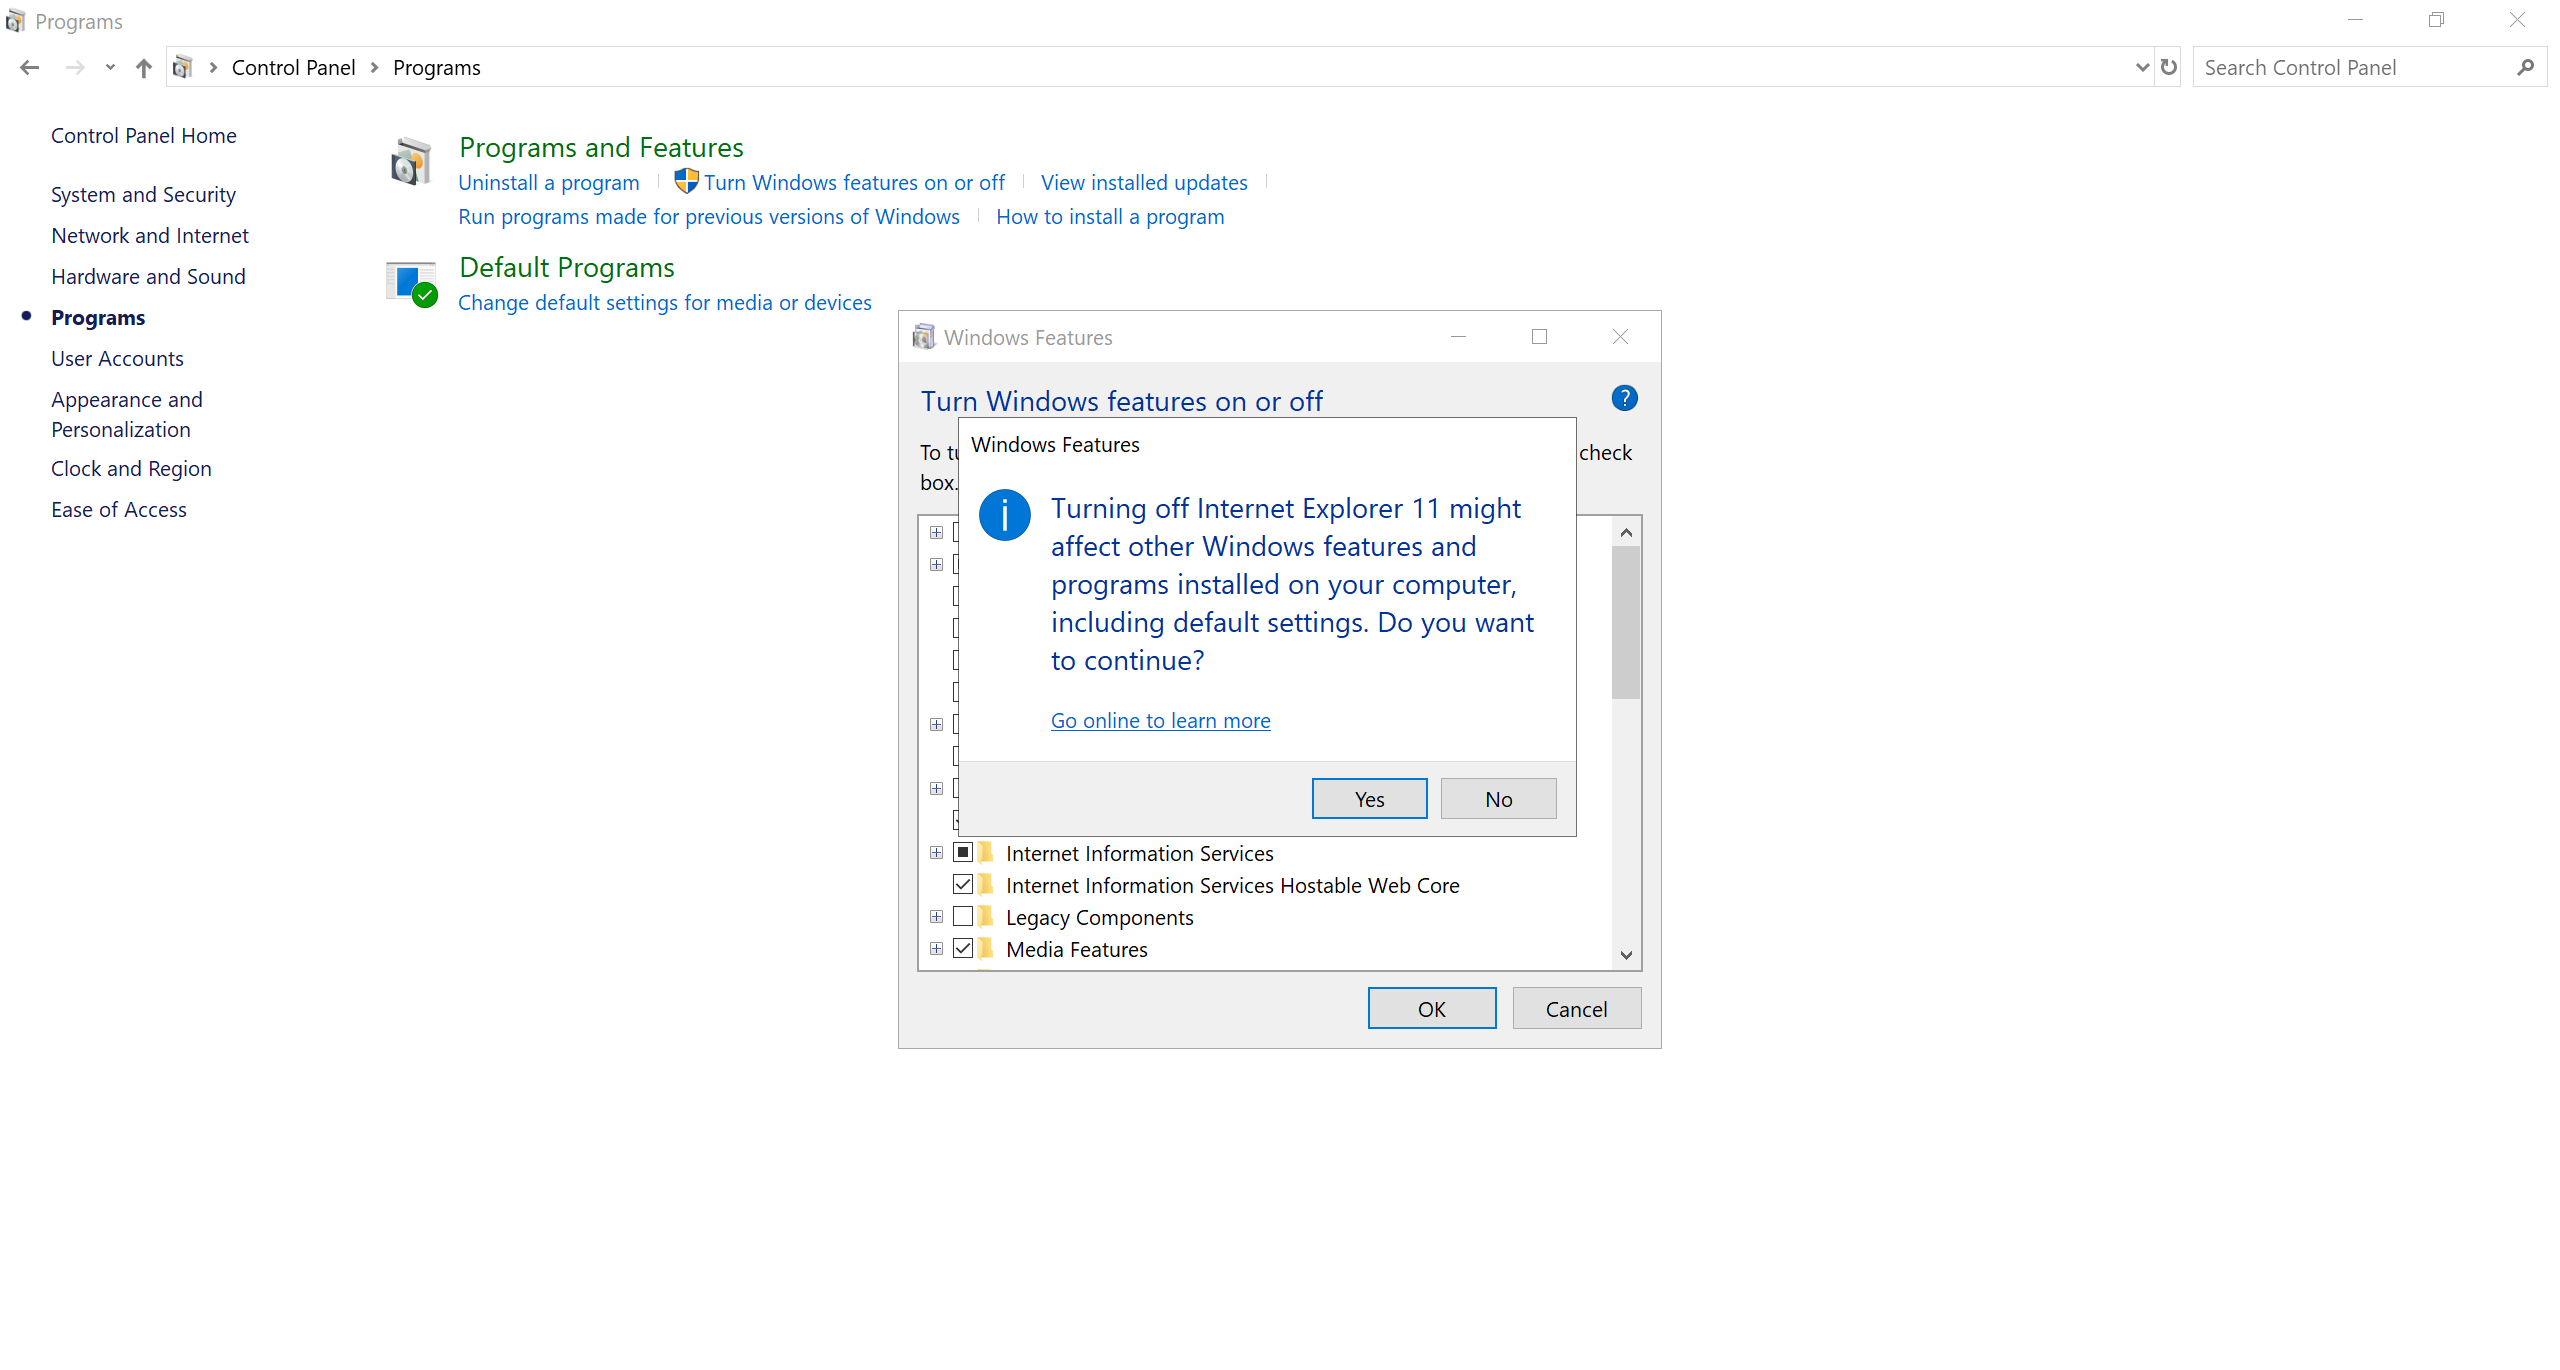 Programs
Control Panel Programs
Search Control Panel
Control Panel Home
System and Security
Network and Internet
Hardware and Sound
Programs
User Accounts
Appearance and
Personalization
Clock and Region
Ease of Access
Programs and Features
Uninstall a program Turn Windows features on or off View installed updates
Run programs made for previous versions of Windows How to install a program
Default Programs
Change default settings for media or devices
Windows Features
Turn Windows features on or off
?
To check
box.
Windows Features
i
Turning off Internet Explorer 11 might
affect other Windows features and
programs installed on your computer,
including default settings. Do you want
to continue?
Go online to learn more
Yes No
Internet Information Services
Internet Information Services Hostable Web Core
Legacy Components
Media Features
OK Cancel